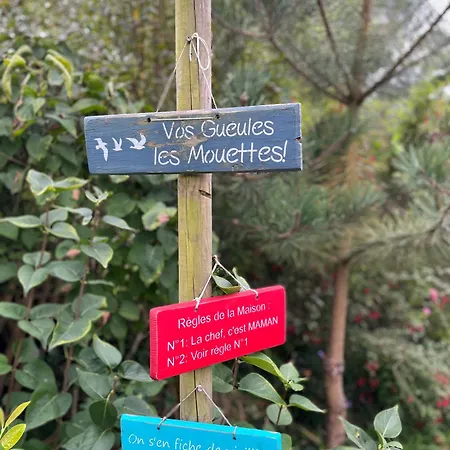 Vos Gueules
les Mouettes!
Règles de la Maison :
N°1: La chef, c'est MAMAN
N°2: Voir règle N°1
On s'en fiche